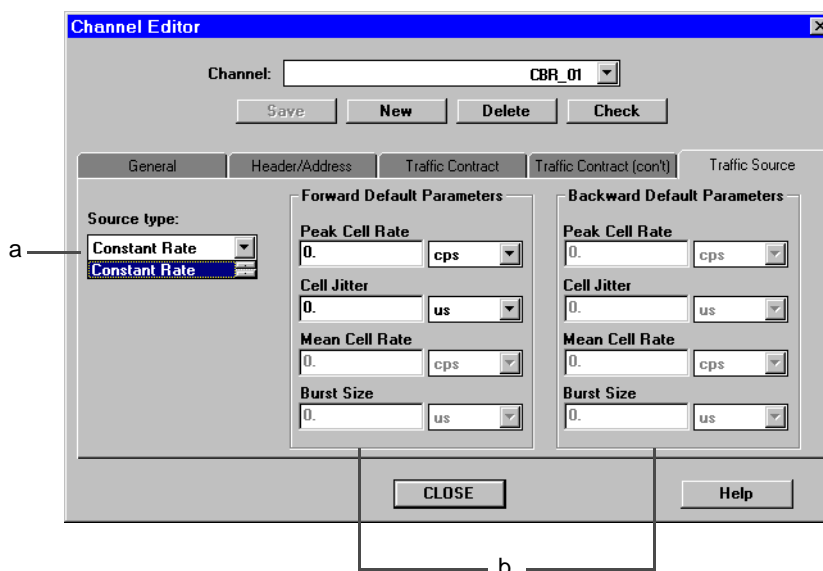 Channel Editor
Channel: CBR_01
Save New Delete Check
General Header/Address Traffic Contract Traffic Contract (con't) Traffic Source
Source type:
a Constant Rate
Constant Rate
Forward Default Parameters
Peak Cell Rate
0. cps
Cell Jitter
0. us
Mean Cell Rate
0. cps
Burst Size
0. us
Backward Default Parameters
Peak Cell Rate
0. cps
Cell Jitter
0. us
Mean Cell Rate
0. cps
Burst Size
0. us
CLOSE Help
b